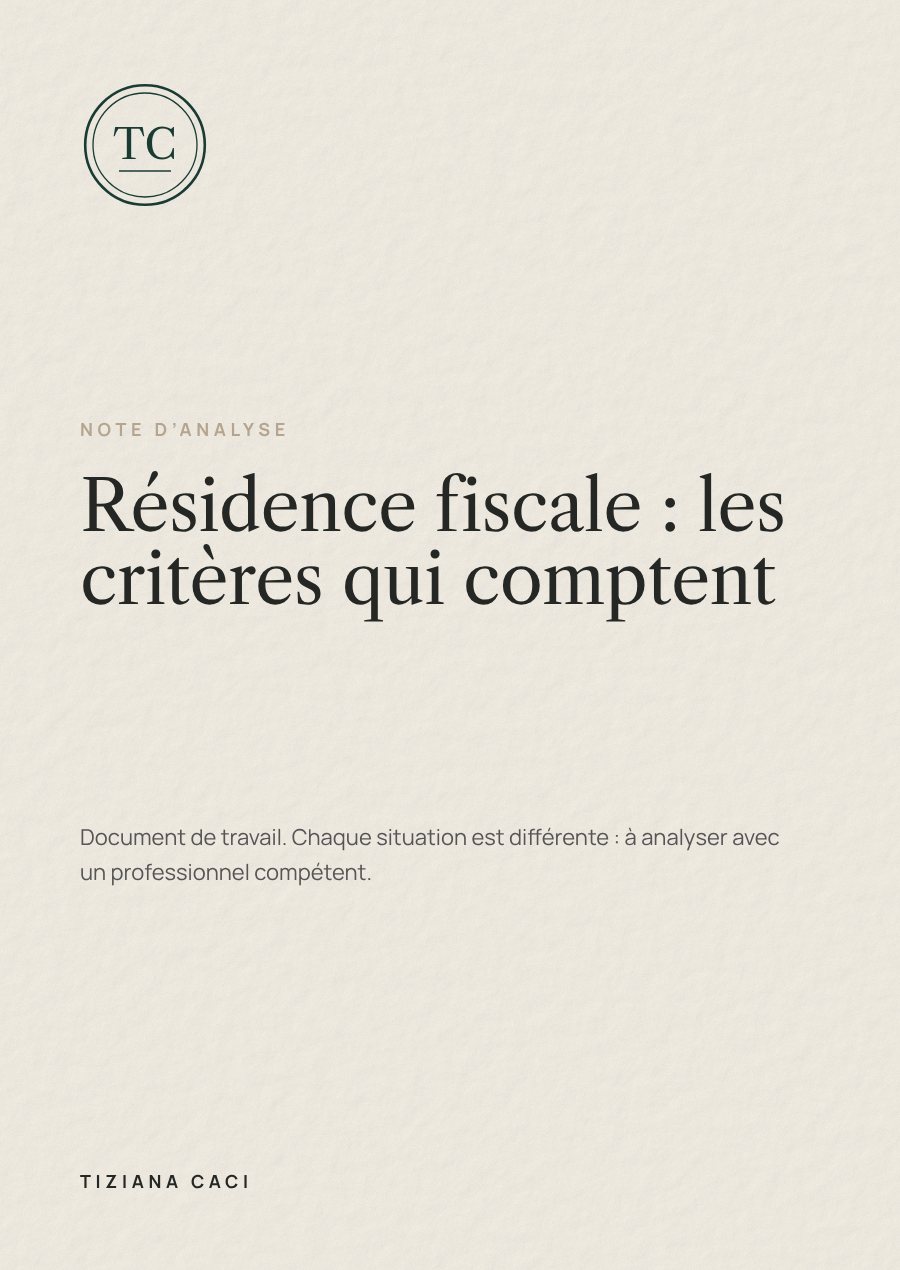 TC
NOTE D’ANALYSE
Résidence fiscale : les
critères qui comptent
Document de travail. Chaque situation est différente : à analyser avec
un professionnel compétent.
TIZIANA CACI